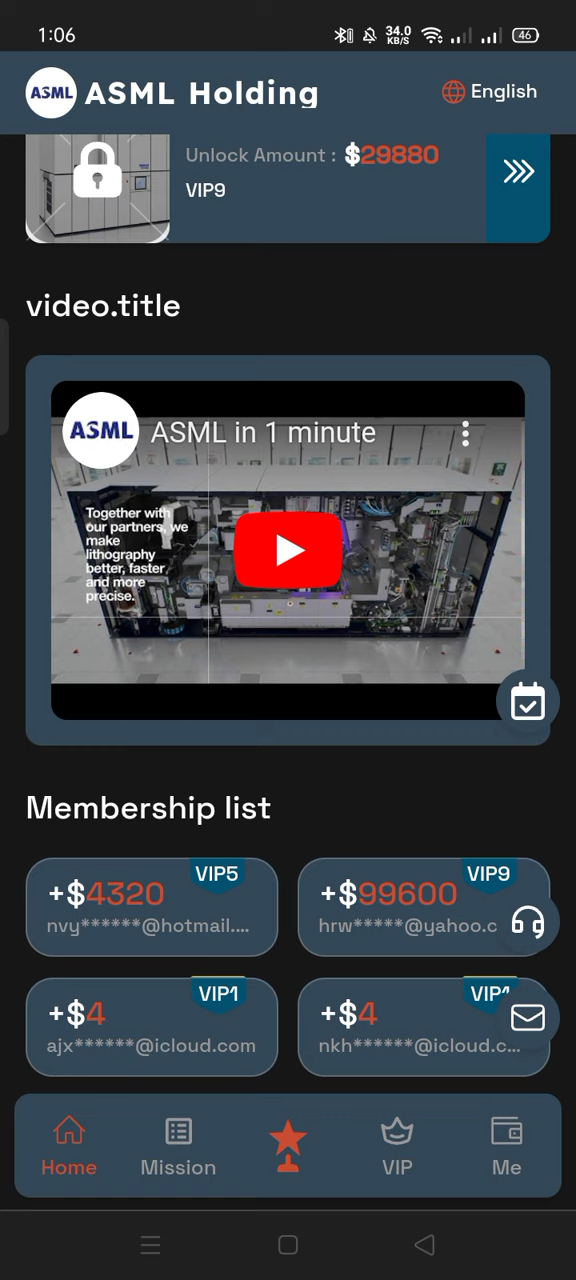 1:06
34.0
KB/S
46
ASML
ASML Holding
English
Unlock Amount : $29880
VIP9
video.title
ASML
ASML in 1 minute
Together with
our partners, we
make
lithography
better, faster
and more
precise.
Membership list
VIP5
+$4320
nvy******@hotmail....
VIP9
+$99600
hrw*****@yahoo.c
VIP1
+$4
ajx******@icloud.com
+$4
nkh******@icloud.c...
Home
Mission
VIP
Me